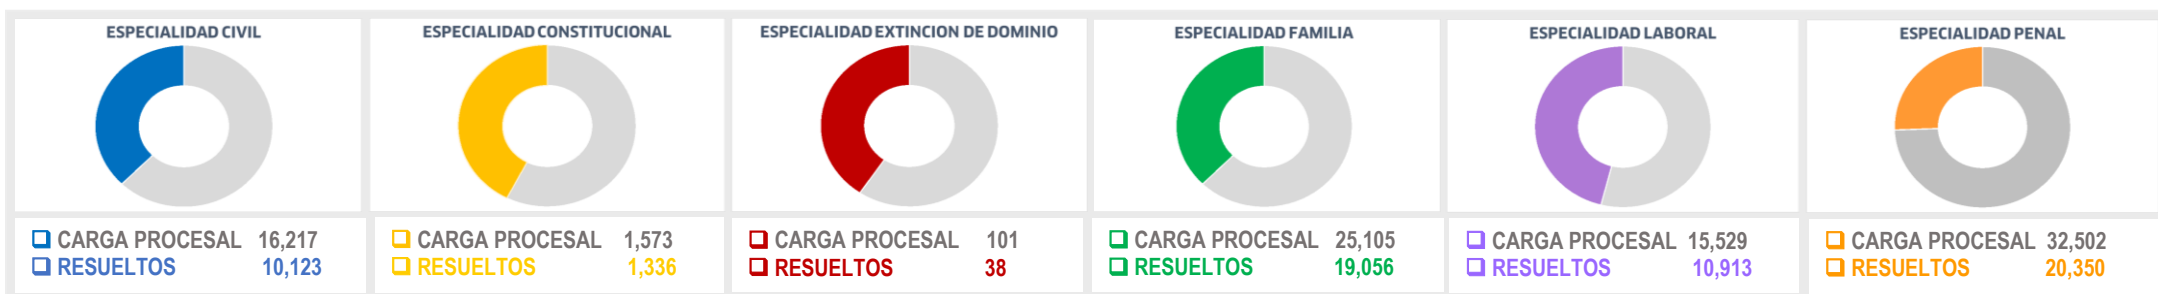 ESPECIALIDAD CIVIL
CARGA PROCESAL 16,217
RESUELTOS 10,123
ESPECIALIDAD CONSTITUCIONAL
CARGA PROCESAL 1,573
RESUELTOS 1,336
ESPECIALIDAD EXTINCION DE DOMINIO
CARGA PROCESAL 101
RESUELTOS 38
ESPECIALIDAD FAMILIA
CARGA PROCESAL 25,105
RESUELTOS 19,056
ESPECIALIDAD LABORAL
CARGA PROCESAL 15,529
RESUELTOS 10,913
ESPECIALIDAD PENAL
CARGA PROCESAL 32,502
RESUELTOS 20,350